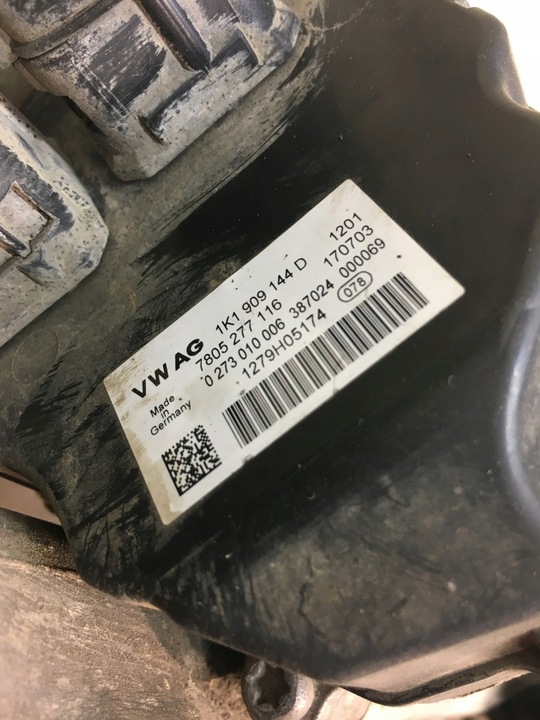 VW AG 1K1 909 144 D 1201
7805 277 116 170703
0 273 010 006 387024 000069
1279H05174 078
Made
in
Germany